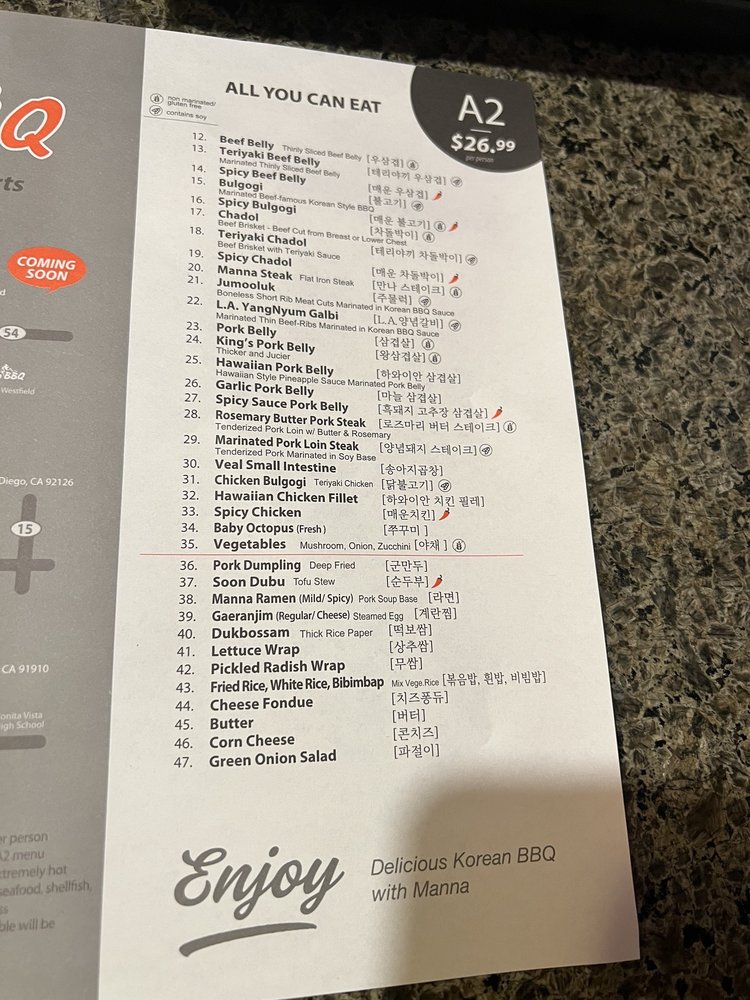 Q
rts
COMING
SOON
d
54
BBQ
Westfield
Diego, CA 92126
15
CA 91910
onita Vista
igh School
er person
A2 menu
xtremely hot
seafood, shellfish,
ss
ble will be
ALL YOU CAN EAT
non marinated/
gluten free
contains soy
A2
$26.99
per person
12. Beef Belly Thinly Sliced Beef Belly [우삼겹]
13. Teriyaki Beef Belly [테리야끼 우삼겹]
Marinated Thinly Sliced Beef Belly
14. Spicy Beef Belly [매운 우삼겹]
15. Bulgogi [불고기]
Marinated Beef-famous Korean Style BBQ
16. Spicy Bulgogi [매운 불고기]
17. Chadol [차돌박이]
Beef Brisket - Beef Cut from Breast or Lower Chest
18. Teriyaki Chadol [테리야끼 차돌박이]
Beef Brisket with Teriyaki Sauce
19. Spicy Chadol [매운 차돌박이]
20. Manna Steak Flat Iron Steak [만나 스테이크]
21. Jumooluk [주물럭]
Boneless Short Rib Meat Cuts Marinated in Korean BBQ Sauce
22. L.A. YangNyum Galbi [L.A.양념갈비]
Marinated Thin Beef-Ribs Marinated in Korean BBQ Sauce
23. Pork Belly [삼겹살]
24. King's Pork Belly [왕삼겹살]
Thicker and Jucier
25. Hawaiian Pork Belly [하와이안 삼겹살]
Hawaiian Style Pineapple Sauce Marinated Pork Belly
26. Garlic Pork Belly [마늘 삼겹살]
27. Spicy Sauce Pork Belly [흑돼지 고추장 삼겹살]
28. Rosemary Butter Pork Steak [로즈마리 버터 스테이크]
Tenderized Pork Loin w/ Butter & Rosemary
29. Marinated Pork Loin Steak [양념돼지 스테이크]
Tenderized Pork Marinated in Soy Base
30. Veal Small Intestine [송아지곱창]
31. Chicken Bulgogi Teriyaki Chicken [닭불고기]
32. Hawaiian Chicken Fillet [하와이안 치킨 필레]
33. Spicy Chicken [매운치킨]
34. Baby Octopus (Fresh) [쭈꾸미]
35. Vegetables Mushroom, Onion, Zucchini [야채]
36. Pork Dumpling Deep Fried [군만두]
37. Soon Dubu Tofu Stew [순두부]
38. Manna Ramen (Mild/ Spicy) Pork Soup Base [라면]
39. Gaeranjim (Regular/ Cheese) Steamed Egg [계란찜]
40. Dukbossam Thick Rice Paper [떡보쌈]
41. Lettuce Wrap [상추쌈]
42. Pickled Radish Wrap [무쌈]
43. Fried Rice, White Rice, Bibimbap Mix Vege.Rice [볶음밥, 흰밥, 비빔밥]
44. Cheese Fondue [치즈퐁듀]
45. Butter [버터]
46. Corn Cheese [콘치즈]
47. Green Onion Salad [파절이]
Enjoy
Delicious Korean BBQ
with Manna